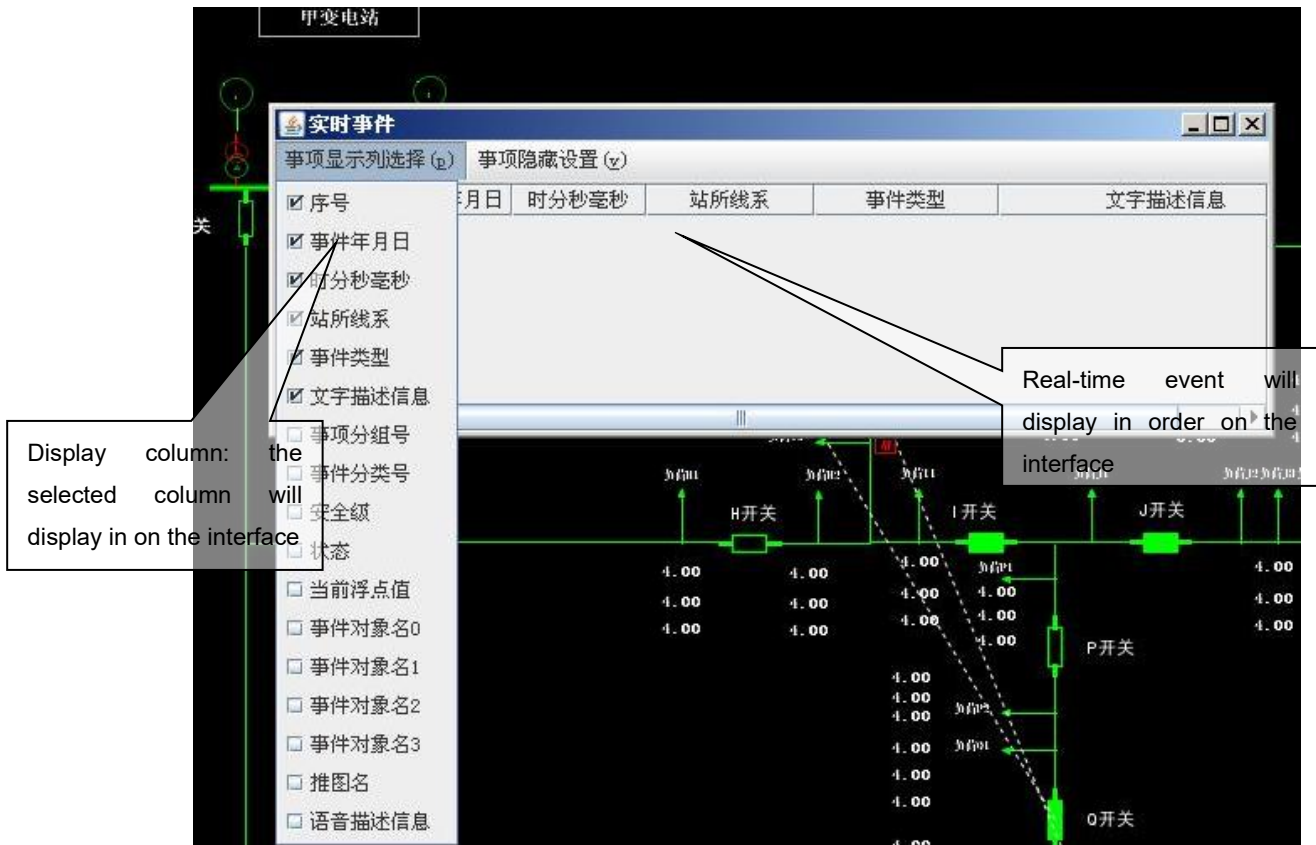 甲变电站
实时事件
事项显示列选择(p) 事项隐藏设置(v)
月日 时分秒毫秒 站所线系 事件类型 文字描述信息
序号
事件年月日
时分秒毫秒
站所线系
事件类型
文字描述信息
事项分组号
事件分类号
安全级
状态
当前浮点值
事件对象名0
事件对象名1
事件对象名2
事件对象名3
推图名
语音描述信息
关
Display column: the
selected column will
display in on the interface
Real-time event will
display in order on the
interface
H开关
I开关
J开关
4.00 4.00 4.00 4.00
4.00 4.00 4.00 4.00 4.00
4.00 4.00 4.00 4.00 4.00
4.00
P开关
4.00
4.00
4.00
4.00
4.00
4.00
Q开关